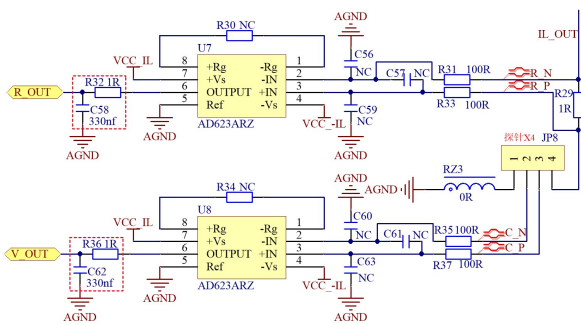 AGND
R30 NC
IL_OUT
U7
VCC_IL
C56
NC
8 +Rg -Rg 1
7 +Vs -IN 2
6 OUTPUT +IN 3
5 Ref -Vs 4
AD623ARZ
C57 NC
R31 100R
R_N
R_P
R33 100R
R29
1R
R_OUT
R32 1R
C58
330nf
AGND
AGND
C59
NC
VCC_-IL
AGND
探针X4 JP8
1 2 3 4
RZ3
AGND
0R
AGND
R34 NC
U8
VCC_IL
C60
NC
8 +Rg -Rg 1
7 +Vs -IN 2
6 OUTPUT +IN 3
5 Ref -Vs 4
AD623ARZ
C61 NC
R35 100R
C_N
C_P
R37 100R
V_OUT
R36 1R
C62
330nf
AGND
AGND
C63
NC
VCC_-IL
AGND